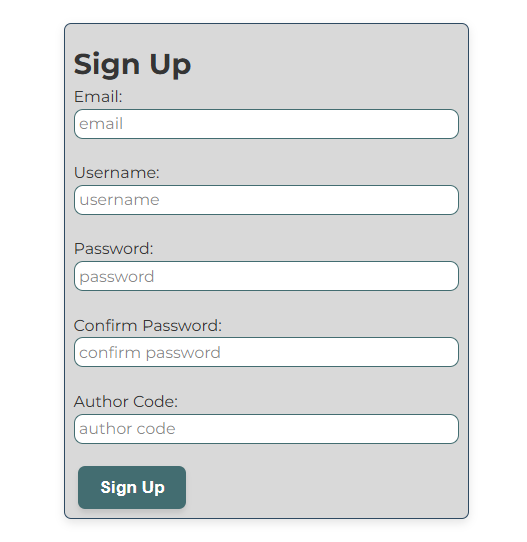 Sign Up
Email:
email
Username:
username
Password:
password
Confirm Password:
confirm password
Author Code:
author code
Sign Up